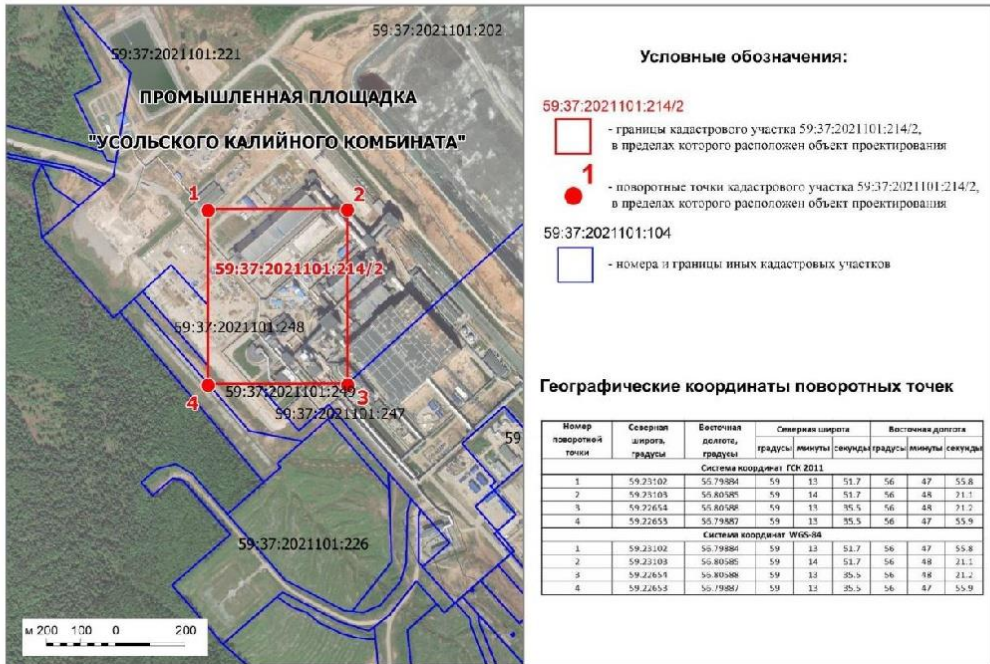 59:37:2021101:202
59:37:2021101:221
ПРОМЫШЛЕННАЯ ПЛОЩАДКА
"УСОЛЬСКОГО КАЛИЙНОГО КОМБИНАТА"
1
2
59:37:2021101:214/2
59:37:2021101:248
4
59:37:2021101:249
3
59:37:2021101:247
59
59:37:2021101:226
м 200 100 0 200
Условные обозначения:
59:37:2021101:214/2
- границы кадастрового участка 59:37:2021101:214/2,
в пределах которого расположен объект проектирования
1
- поворотные точки кадастрового участка 59:37:2021101:214/2,
в пределах которого расположен объект проектирования
59:37:2021101:104
- номера и границы иных кадастровых участков
Географические координаты поворотных точек
Номер поворотной точки Северная широта, градусы Восточная долгота, градусы Северная широта Восточная долгота
градусы минуты секунды градусы минуты секунды
Система координат ГСК 2011
1 59.23102 56.79884 59 13 51.7 56 47 55.8
2 59.23103 56.80585 59 14 51.7 56 48 21.1
3 59.22654 56.80588 59 13 35.5 56 48 21.2
4 59.22653 56.79887 59 13 35.5 56 47 55.9
Система координат WGS-84
1 59.23102 56.79884 59 13 51.7 56 47 55.8
2 59.23103 56.80585 59 14 51.7 56 48 21.1
3 59.22654 56.80588 59 13 35.5 56 48 21.2
4 59.22653 56.79887 59 13 35.5 56 47 55.9